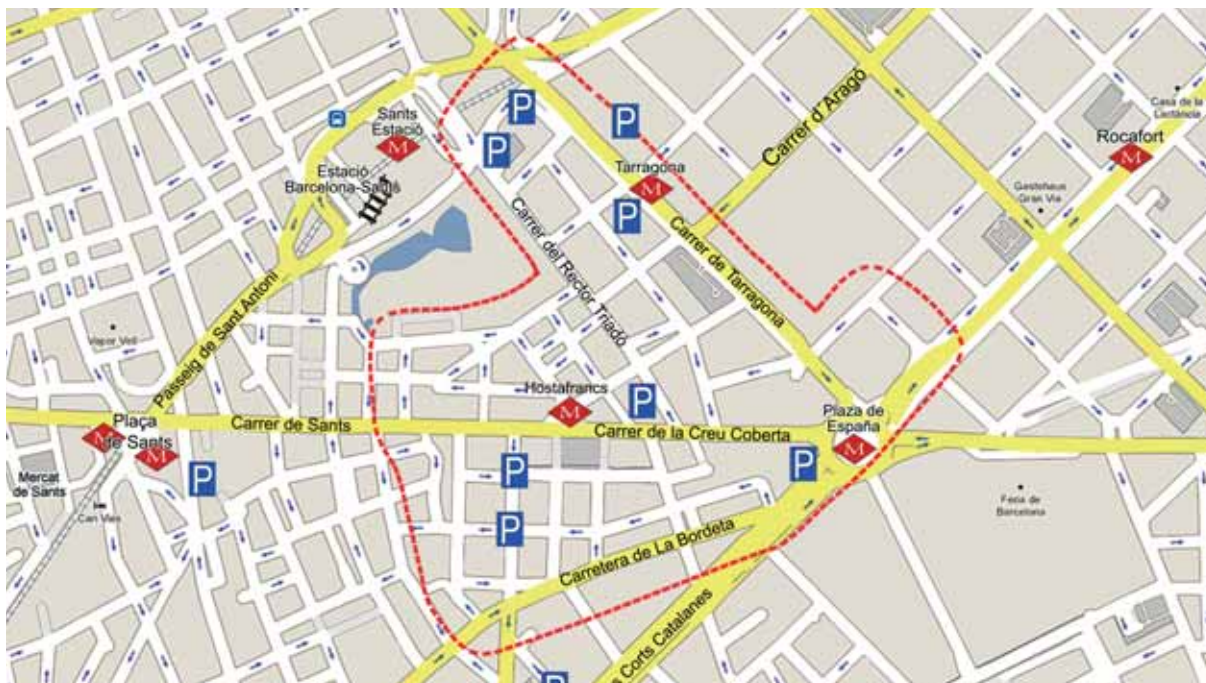 Sants
Estació
M
Estació
Barcelona-Sants
P
P
P
Tarragona
M
P
Carrer d´ Aragó
Casa de la
Lactància
Rocafort
M
Gastehaus
Gran Via
Carrer del Rector Triadó
Carrer de Tarragona
Passeig de Sant Antoni
Vapor Vell
Hostafrancs
M
P
Plaça
de Sants
M
M
Carrer de Sants
Carrer de la Creu Coberta
Plaza de
España
M
P
P
P
Mercat
de Sants
Can Vies
P
Feria de
Barcelona
Carretera de La Bordeta
s Corts Catalanes
P